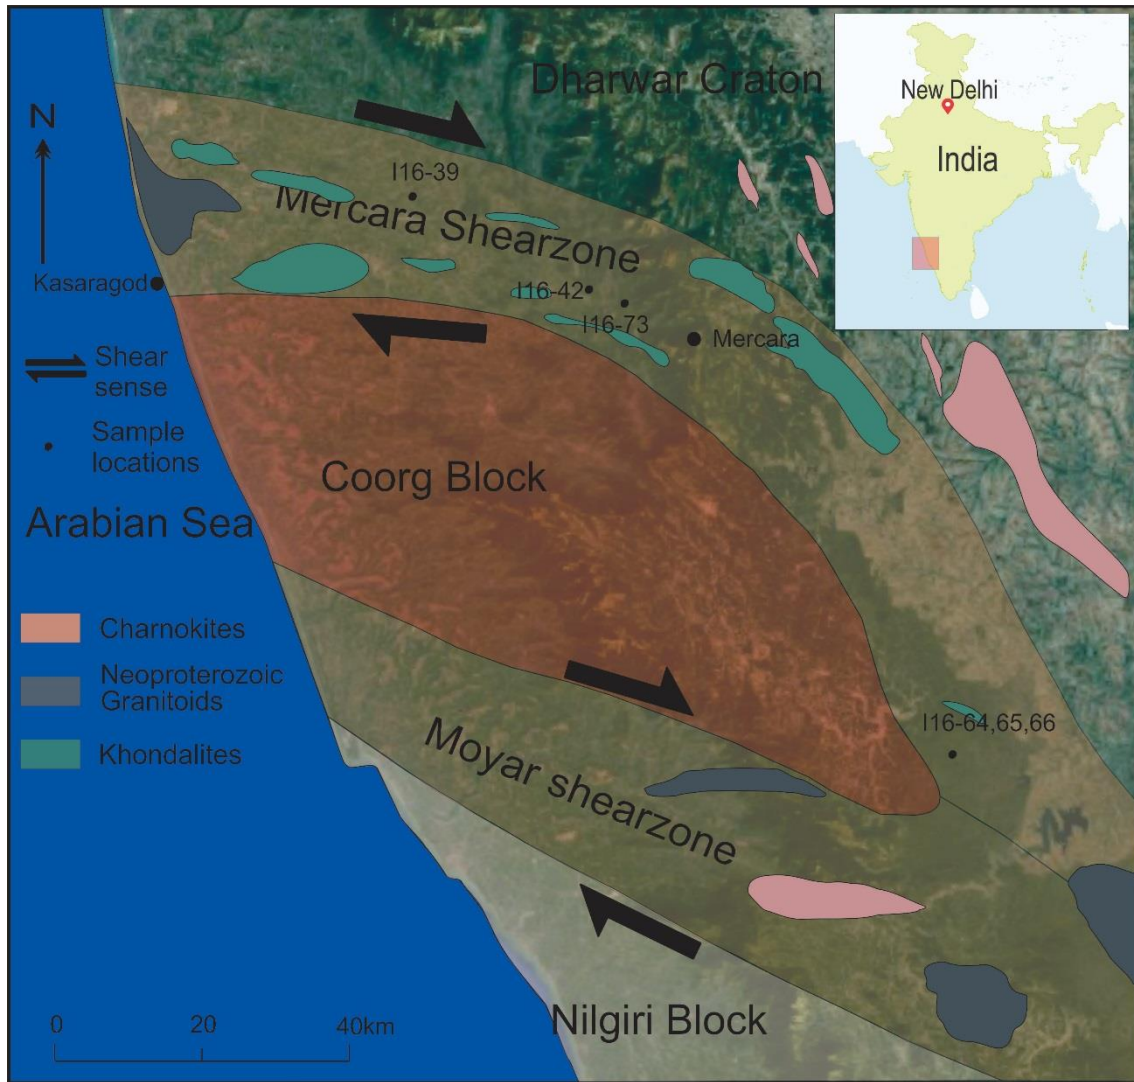 Dharwar Craton
New Delhi
India
N
I16-39
Mercara Shearzone
Kasaragod
I16-42
I16-73
Mercara
Shear
sense
Sample
locations
Coorg Block
Arabian Sea
Charnokites
Neoproterozoic
Granitoids
Khondalites
I16-64,65,66
Moyar shearzone
Nilgiri Block
0 20 40km